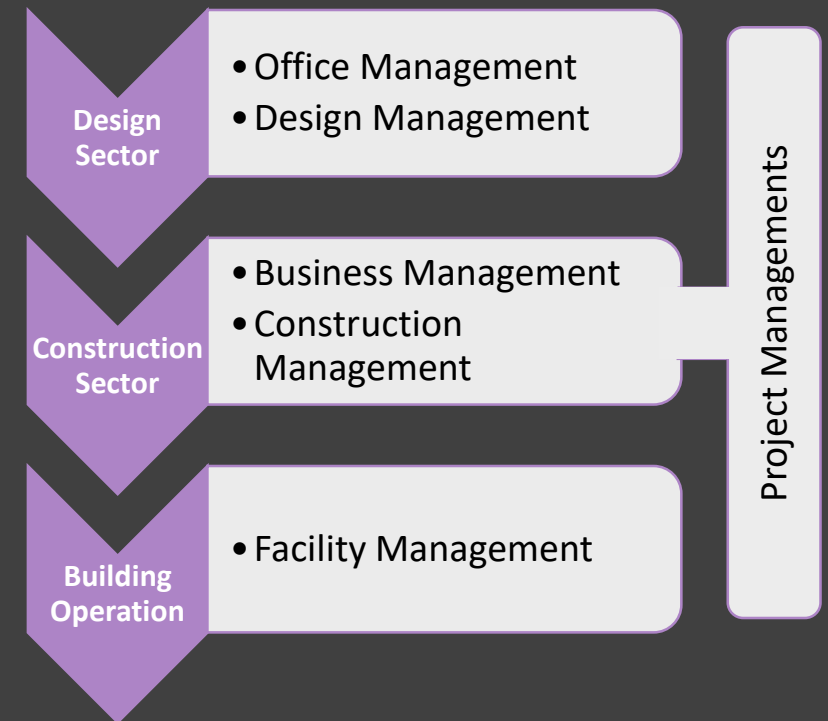 Design
Sector
•Office Management
•Design Management
Construction
Sector
•Business Management
•Construction
Management
Building
Operation
•Facility Management
Project Managements